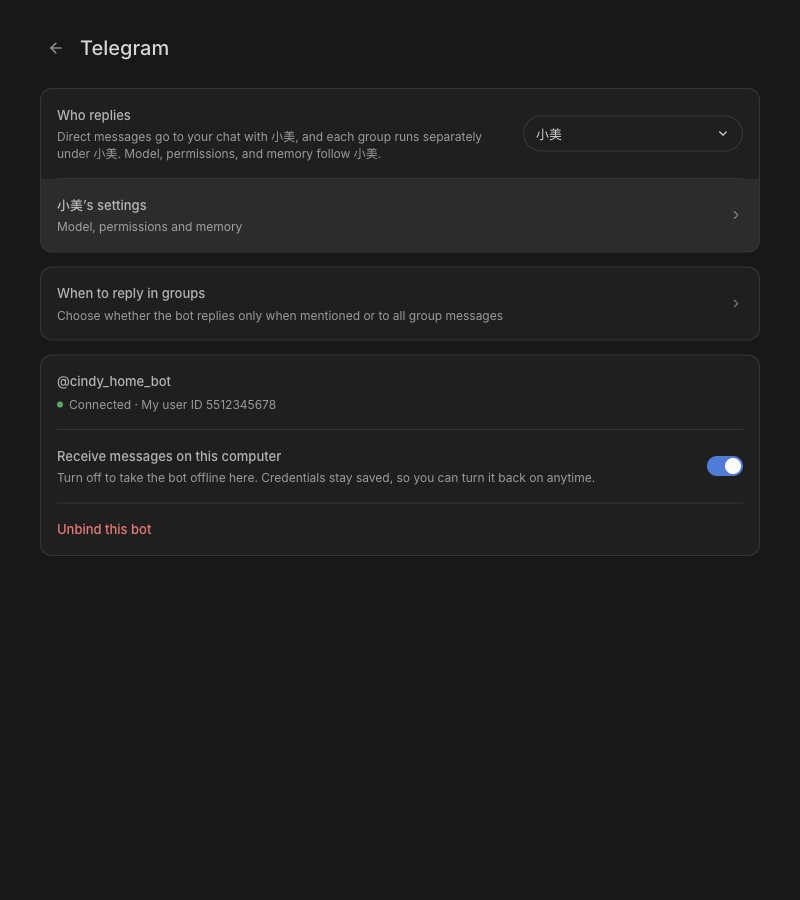 Telegram
Who replies
Direct messages go to your chat with 小美, and each group runs separately
under 小美. Model, permissions, and memory follow 小美.
小美
小美's settings
Model, permissions and memory
When to reply in groups
Choose whether the bot replies only when mentioned or to all group messages
@cindy_home_bot
Connected · My user ID 5512345678
Receive messages on this computer
Turn off to take the bot offline here. Credentials stay saved, so you can turn it back on anytime.
Unbind this bot